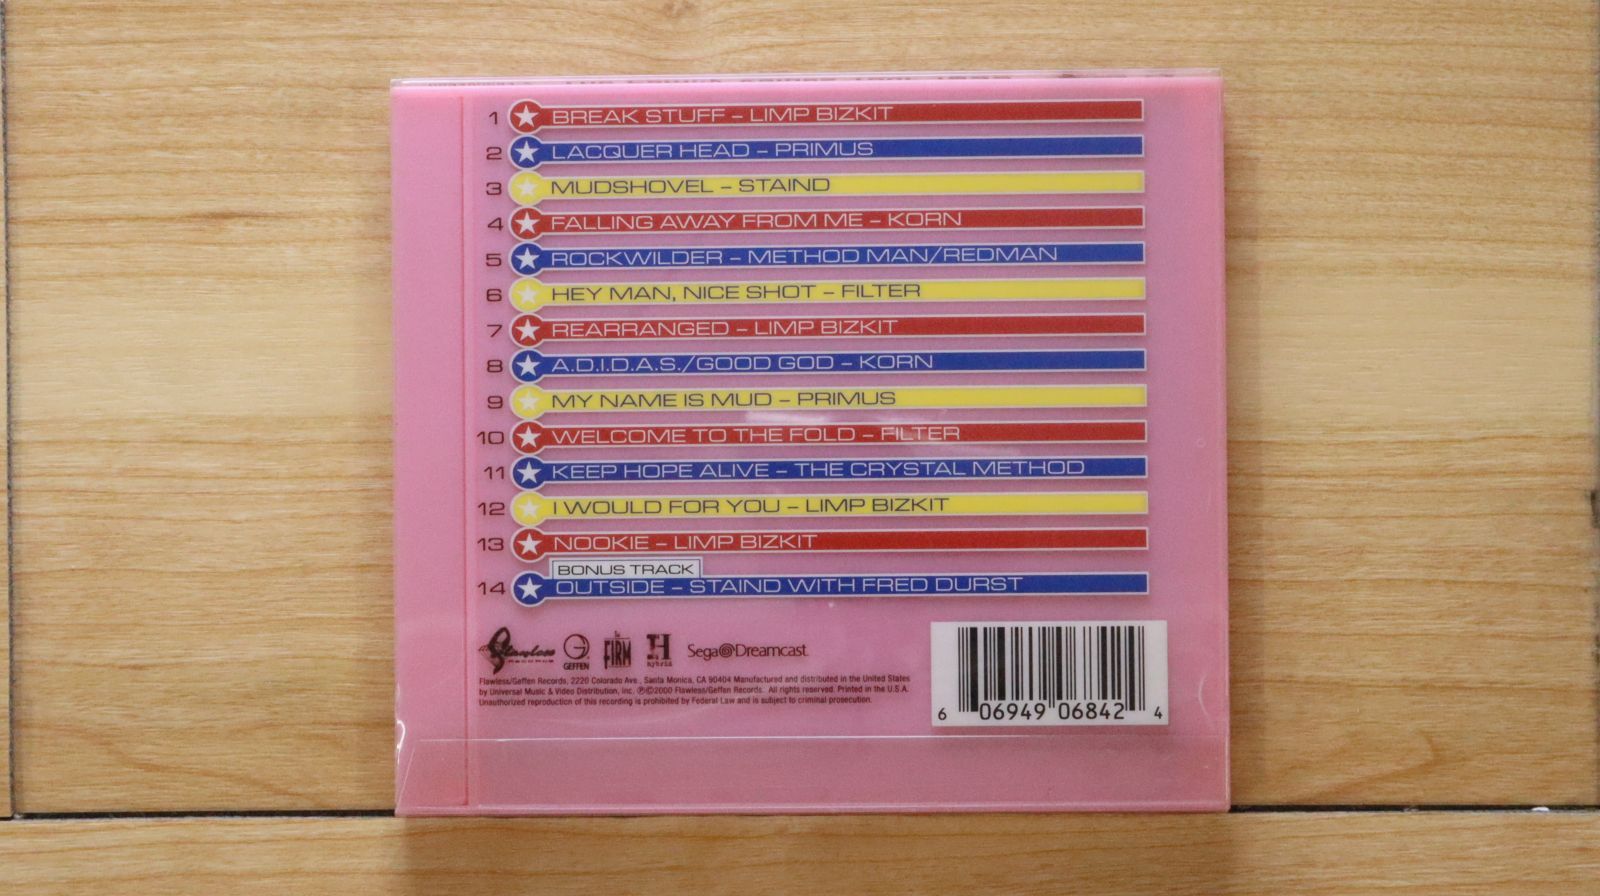 1 BREAK STUFF – LIMP BIZKIT
2 LACQUER HEAD – PRIMUS
3 MUDSHOVEL – STAIND
4 FALLING AWAY FROM ME – KORN
5 ROCKWILDER – METHOD MAN/REDMAN
6 HEY MAN, NICE SHOT – FILTER
7 REARRANGED – LIMP BIZKIT
8 A.D.I.D.A.S./GOOD GOD – KORN
9 MY NAME IS MUD – PRIMUS
10 WELCOME TO THE FOLD – FILTER
11 KEEP HOPE ALIVE – THE CRYSTAL METHOD
12 I WOULD FOR YOU – LIMP BIZKIT
13 NOOKIE – LIMP BIZKIT
BONUS TRACK
14 OUTSIDE – STAIND WITH FRED DURST
Flawless RECORDS GEFFEN the FIRM H hybrid Sega Dreamcast
Flawless/Geffen Records, 2220 Colorado Ave., Santa Monica, CA 90404 Manufactured and distributed in the United States
by Universal Music & Video Distribution, Inc. ℗©2000 Flawless/Geffen Records. All rights reserved. Printed in the U.S.A.
Unauthorized reproduction of this recording is prohibited by Federal Law and is subject to criminal prosecution.
6 06949 06842 4